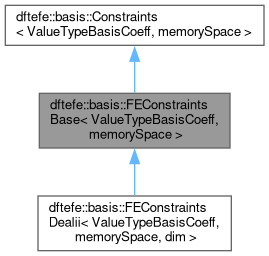 dftefe::basis::Constraints
< ValueTypeBasisCoeff, memorySpace >
dftefe::basis::FEConstraints
Base< ValueTypeBasisCoeff,
memorySpace >
dftefe::basis::FEConstraints
Dealii< ValueTypeBasisCoeff,
memorySpace, dim >